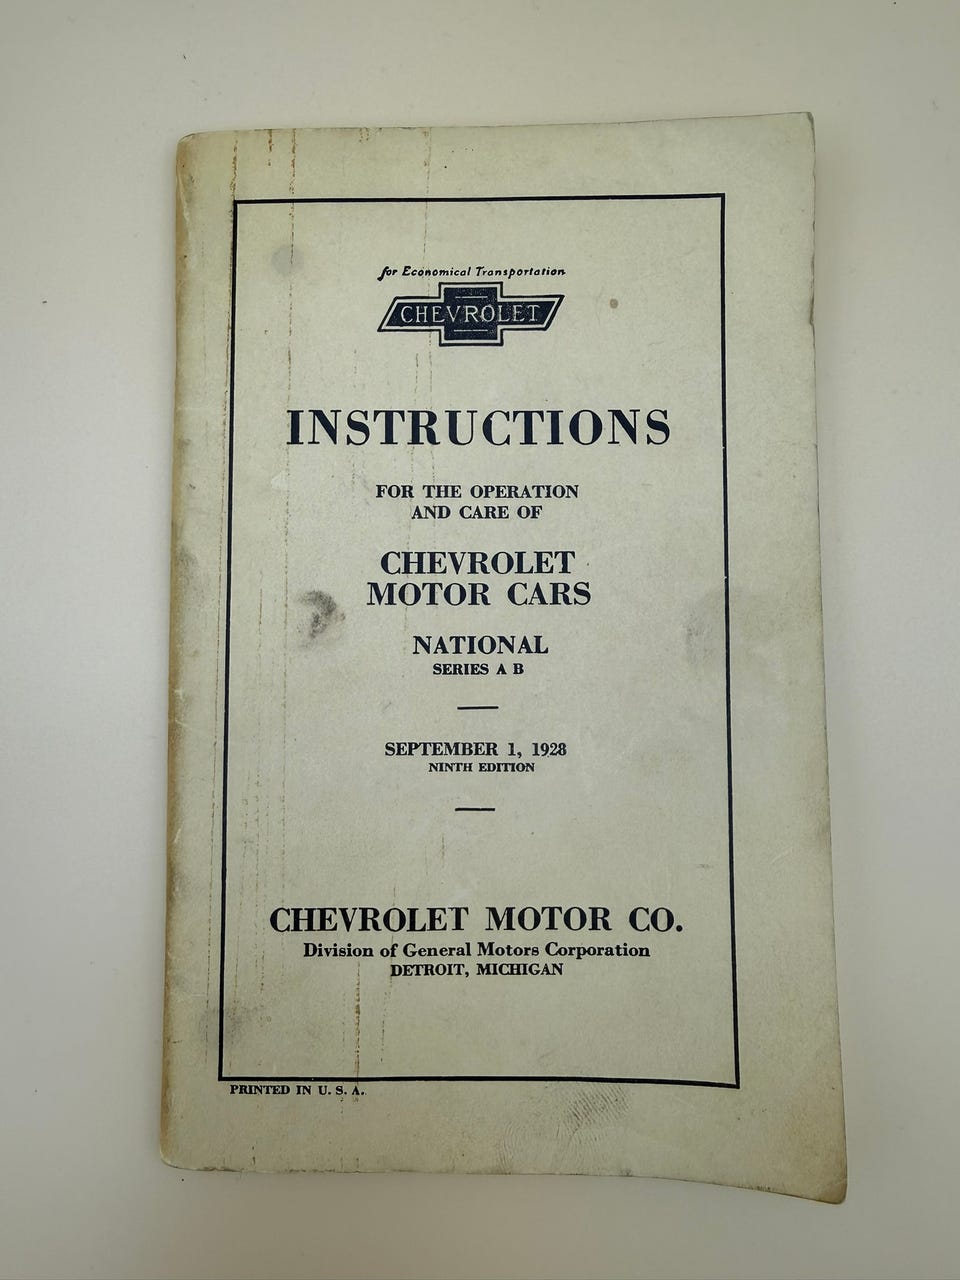 for Economical Transportation
CHEVROLET
INSTRUCTIONS
FOR THE OPERATION
AND CARE OF
CHEVROLET
MOTOR CARS
NATIONAL
SERIES A B
SEPTEMBER 1, 1928
NINTH EDITION
CHEVROLET MOTOR CO.
Division of General Motors Corporation
DETROIT, MICHIGAN
PRINTED IN U. S. A.